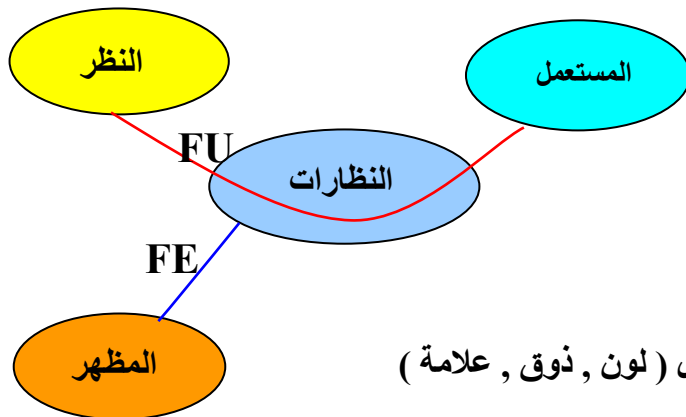 النظر
المستعمل
FU
النظارات
FE
المظهر
( لون , ذوق , علامة )